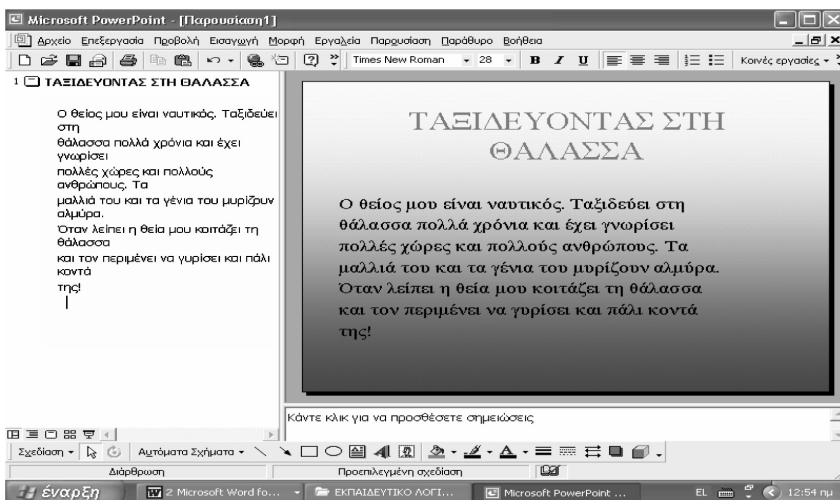 Microsoft PowerPoint - [Παρουσίαση1]
Αρχείο Επεξεργασία Προβολή Εισαγωγή Μορφή Εργαλεία Παρουσίαση Παράθυρο Βοήθεια
Times New Roman 28 B I U Κοινές εργασίες
1 ΤΑΞΙΔΕΥΟΝΤΑΣ ΣΤΗ ΘΑΛΑΣΣΑ
Ο θείος μου είναι ναυτικός. Ταξιδεύει
στη
θάλασσα πολλά χρόνια και έχει
γνωρίσει
πολλές χώρες και πολλούς
ανθρώπους. Τα
μαλλιά του και τα γένια του μυρίζουν
αλμύρα.
Όταν λείπει η θεία μου κοιτάζει τη
θάλασσα
και τον περιμένει να γυρίσει και πάλι
κοντά
της!
ΤΑΞΙΔΕΥΟΝΤΑΣ ΣΤΗ
ΘΑΛΑΣΣΑ
Ο θείος μου είναι ναυτικός. Ταξιδεύει στη
θάλασσα πολλά χρόνια και έχει γνωρίσει
πολλές χώρες και πολλούς ανθρώπους. Τα
μαλλιά του και τα γένια του μυρίζουν αλμύρα.
Όταν λείπει η θεία μου κοιτάζει τη θάλασσα
και τον περιμένει να γυρίσει και πάλι κοντά
της!
Κάντε κλικ για να προσθέσετε σημειώσεις
Σχεδίαση Αυτόματα Σχήματα
Διάρθρωση Προεπιλεγμένη σχεδίαση
έναρξη 2 Microsoft Word fo... ΕΚΠΑΙΔΕΥΤΙΚΟ ΛΟΓΙ... Microsoft PowerPoint ... EL 12:54 πμ